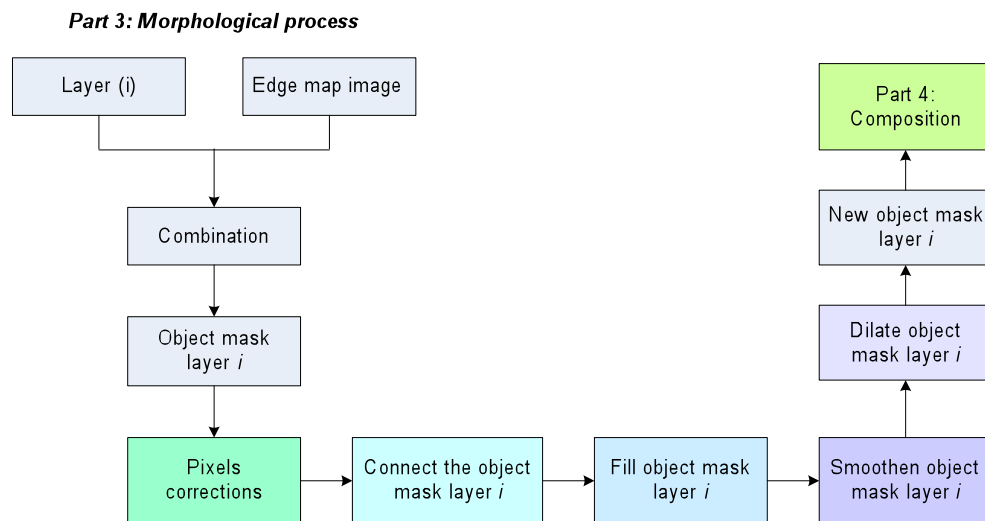 Part 3: Morphological process
Layer (i)
Edge map image
Combination
Object mask
layer i
Pixels
corrections
Connect the object
mask layer i
Fill object mask
layer i
Smoothen object
mask layer i
Dilate object
mask layer i
New object mask
layer i
Part 4:
Composition